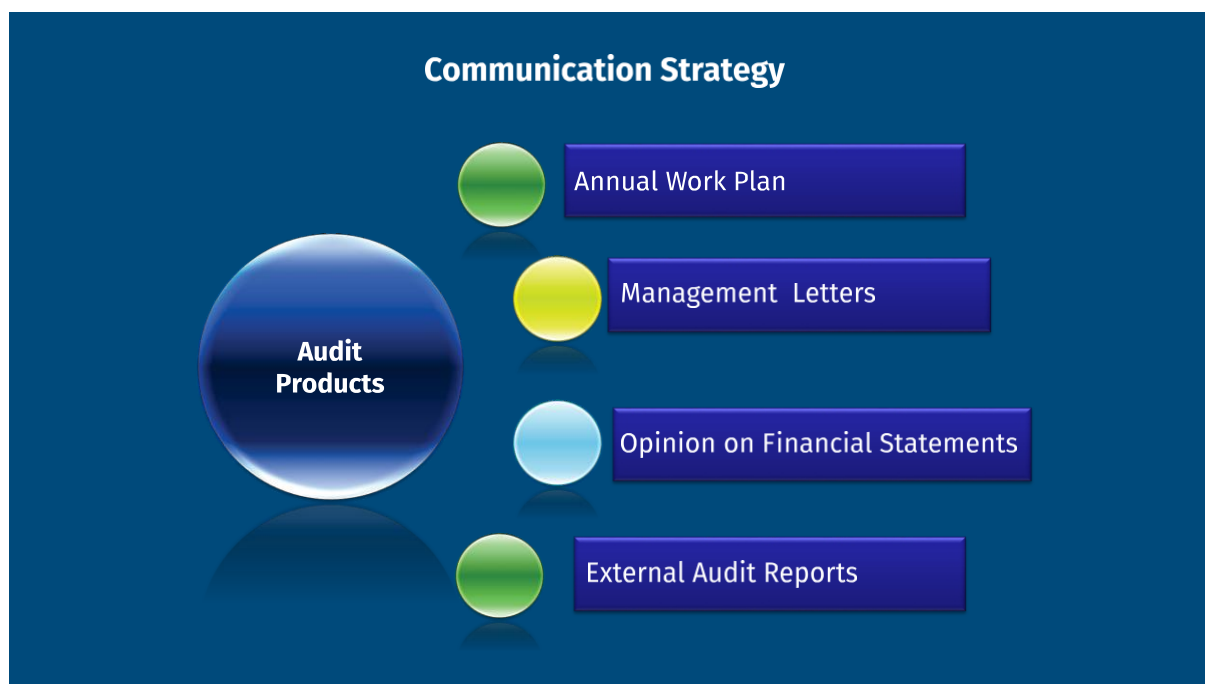 Communication Strategy
Annual Work Plan
Management  Letters
Audit
Products
Opinion on Financial Statements
External Audit Reports